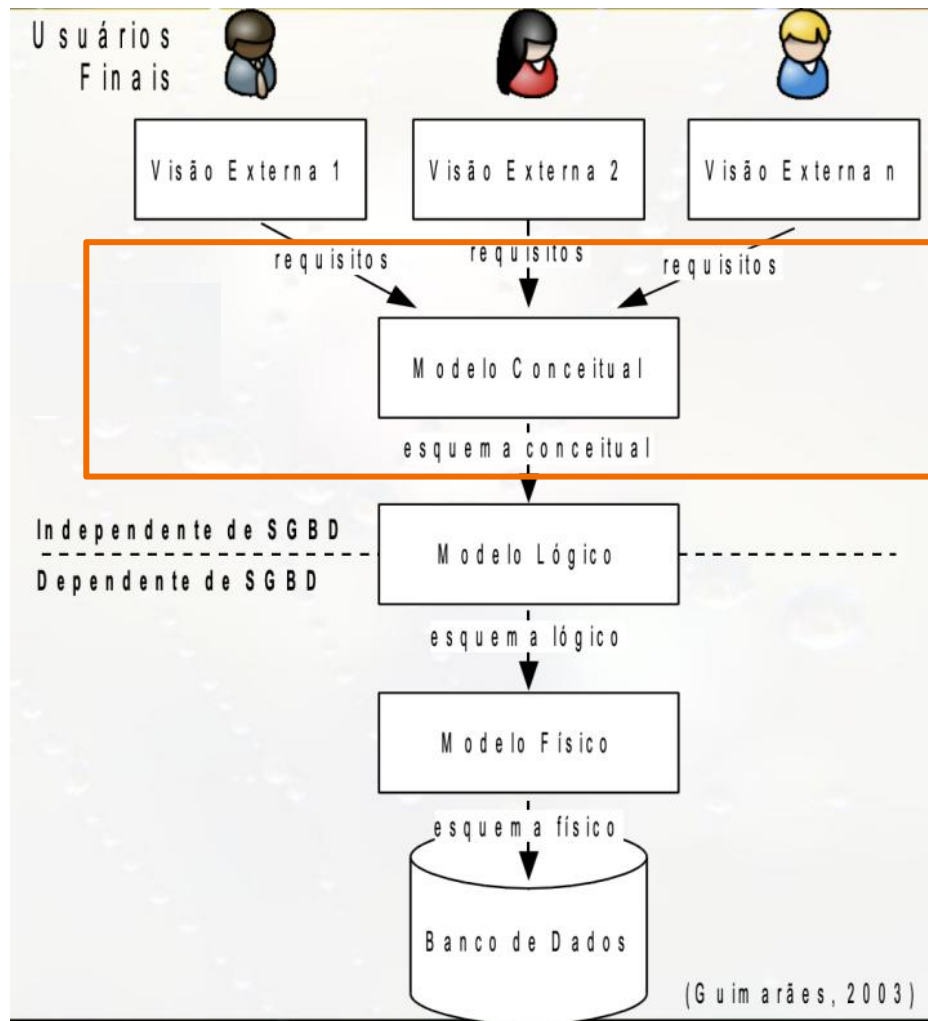 Usuários
Finais
Visão Externa 1
Visão Externa 2
Visão Externa n
requisitos
requisitos
requisitos
Modelo Conceitual
esquema conceitual
Independente de SGBD
Modelo Lógico
Dependente de SGBD
esquema lógico
Modelo Físico
esquema físico
Banco de Dados
(Guimarães, 2003)